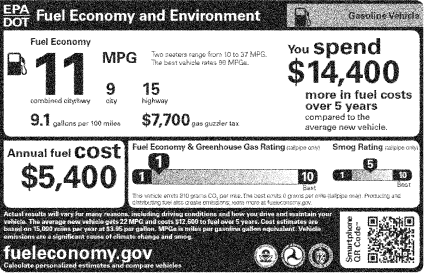 EPA
DOT
Fuel Economy and Environment
Gasoline Vehicle
Fuel Economy
11
MPG
9
city
15
highway
combined city/hwy
9.1 gallons per 100 miles
$7,700 gas guzzler tax
Two seaters range from 10 to 37 MPG.
The best vehicle rates 99 MPGe.
You spend
$14,400
more in fuel costs
over 5 years
compared to the
average new vehicle.
Annual fuel cost
$5,400
Fuel Economy & Greenhouse Gas Rating (tailpipe only)
1
1
10
Best
Smog Rating (tailpipe only)
5
1
10
Best
This vehicle emits 810 grams CO2 per mile. The best emits 0 grams per mile (tailpipe only). Producing and
distributing fuel also create emissions; learn more at fueleconomy.gov.
Actual results will vary for many reasons, including driving conditions and how you drive and maintain your
vehicle. The average new vehicle gets 22 MPG and costs $12,600 to fuel over 5 years. Cost estimates are
based on 15,000 miles per year at $3.95 per gallon. MPGe is miles per gasoline gallon equivalent. Vehicle
emissions are a significant cause of climate change and smog.
fueleconomy.gov
Calculate personalized estimates and compare vehicles
Smartphone
QR Code™